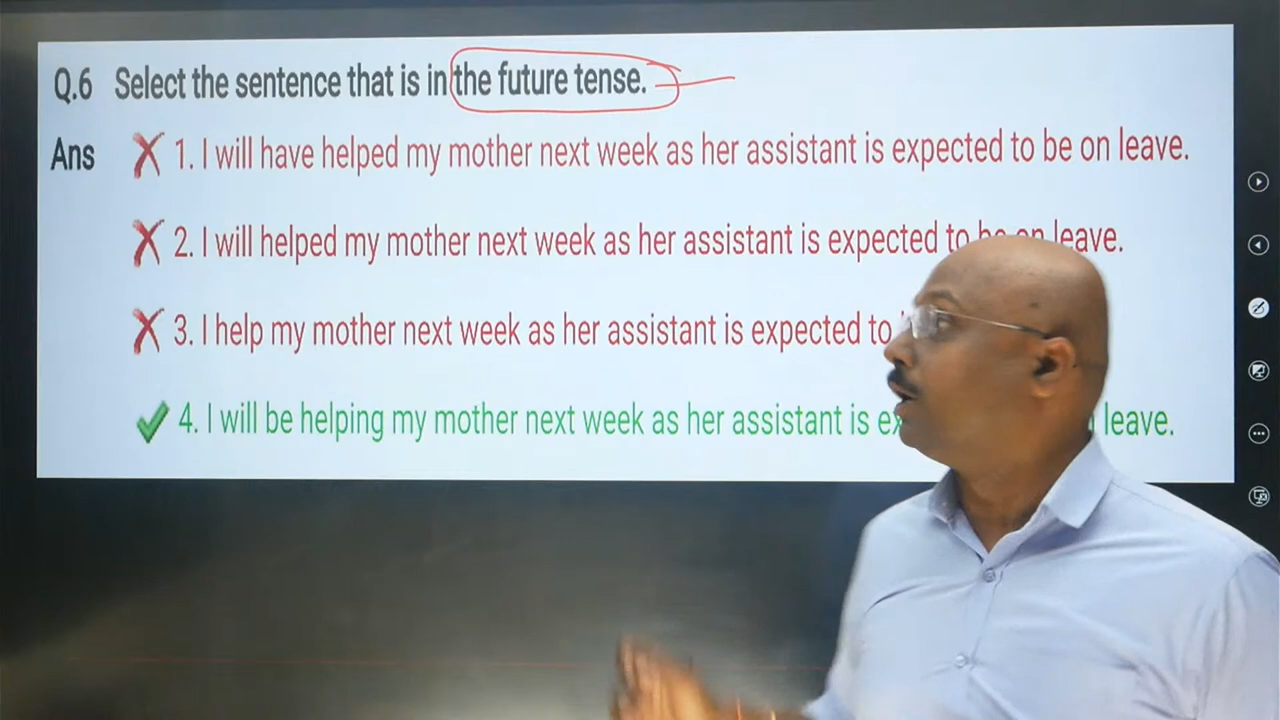 Q.6 Select the sentence that is in the future tense.
Ans 1. I will have helped my mother next week as her assistant is expected to be on leave.
2. I will helped my mother next week as her assistant is expected to be on leave.
3. I help my mother next week as her assistant is expected to
4. I will be helping my mother next week as her assistant is leave.